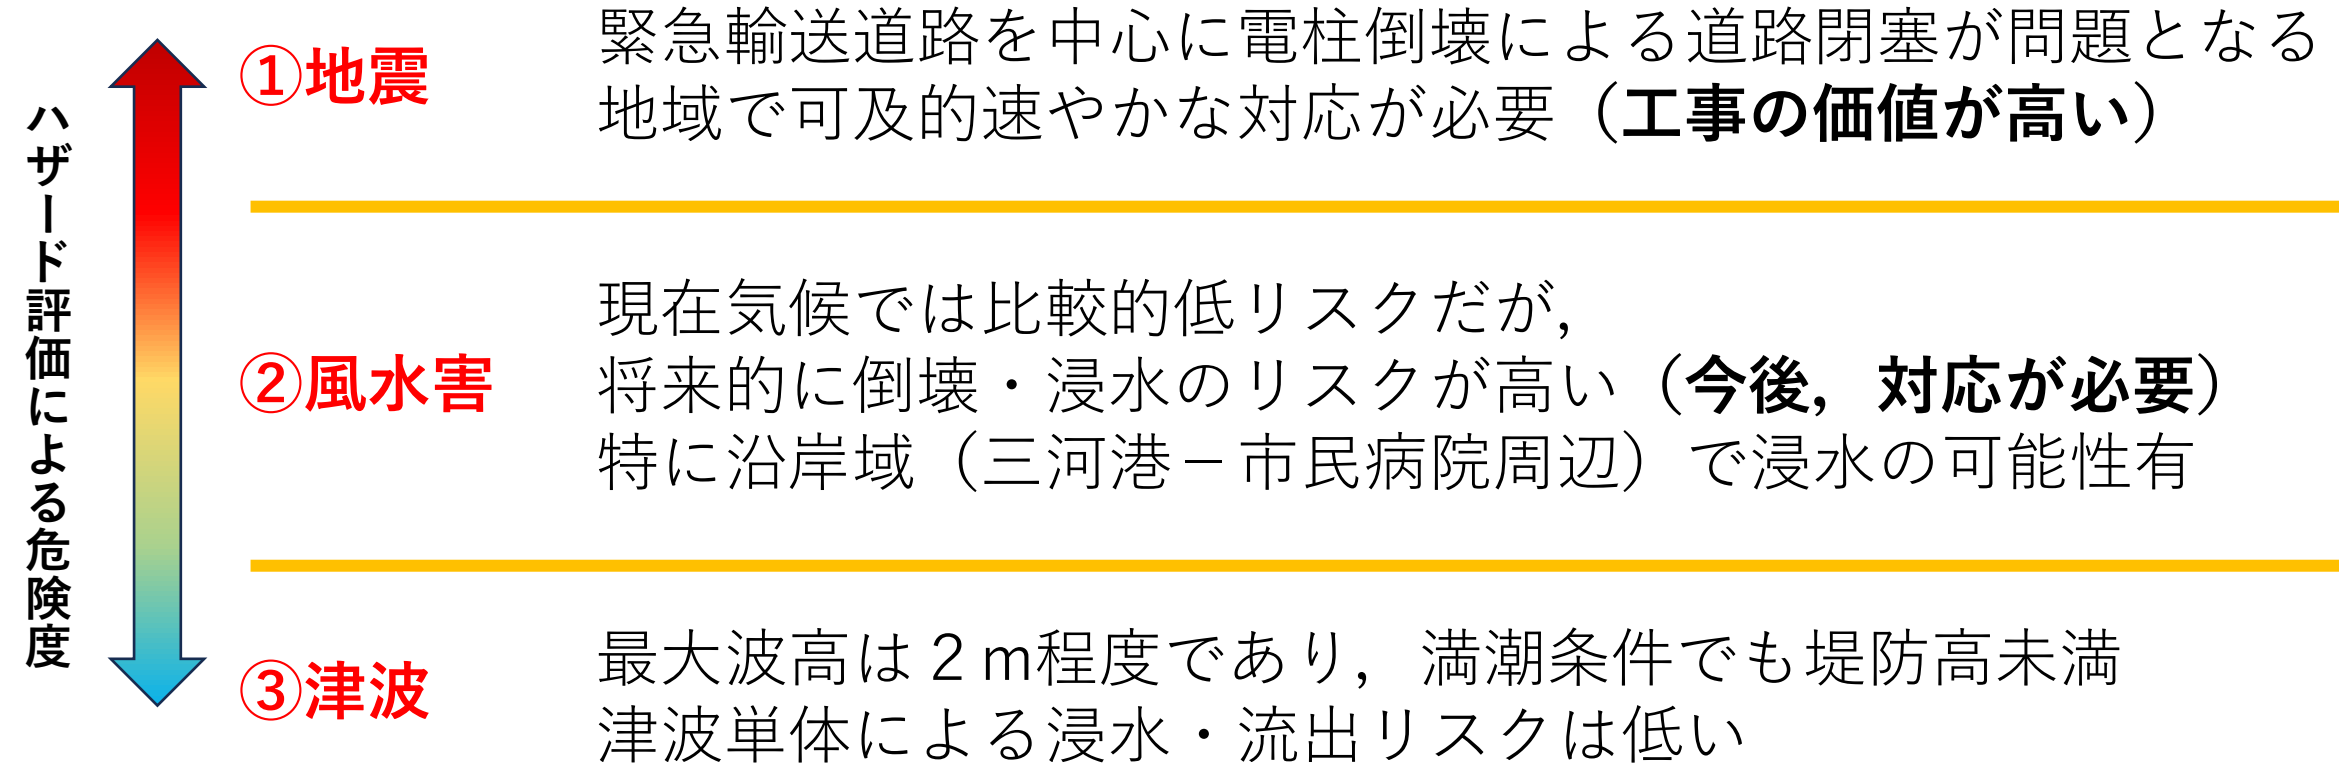 ハザード評価による危険度
①地震
緊急輸送道路を中心に電柱倒壊による道路閉塞が問題となる
地域で可及的速やかな対応が必要（工事の価値が高い）
②風水害
現在気候では比較的低リスクだが，
将来的に倒壊・浸水のリスクが高い（今後，対応が必要）
特に沿岸域（三河港－市民病院周辺）で浸水の可能性有
③津波
最大波高は２m程度であり，満潮条件でも堤防高未満
津波単体による浸水・流出リスクは低い